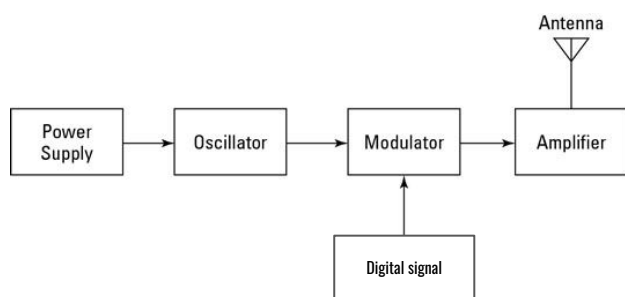 Antenna
Power
Supply
Oscillator
Modulator
Amplifier
Digital signal